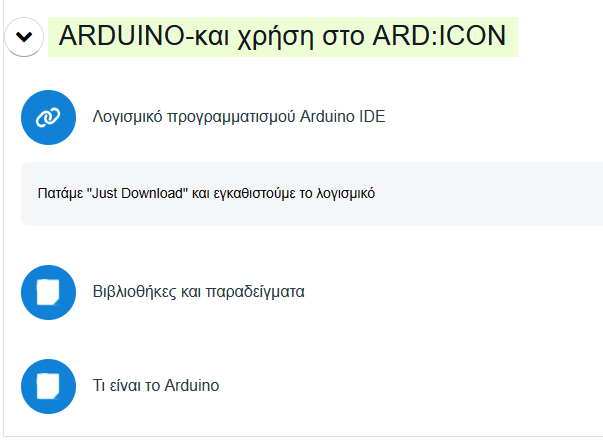 ARDUINO-και χρήση στο ARD:ICON
Λογισμικό προγραμματισμού Arduino IDE
Πατάμε "Just Download" και εγκαθιστούμε το λογισμικό
Βιβλιοθήκες και παραδείγματα
Τι είναι το Arduino